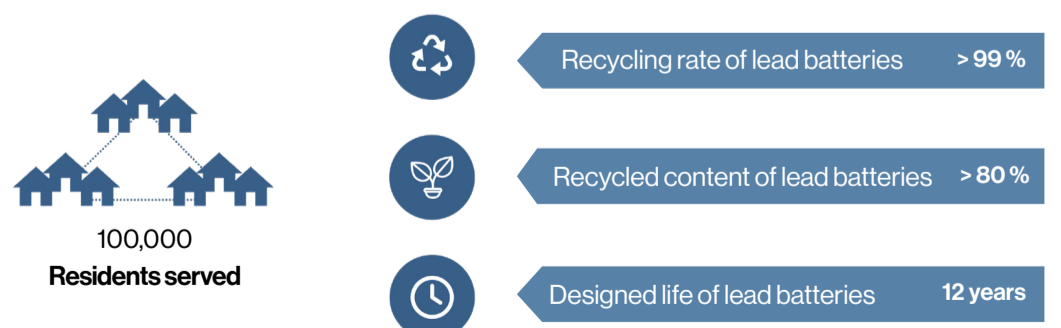 100,000
Residents served
Recycling rate of lead batteries > 99 %
Recycled content of lead batteries > 80 %
Designed life of lead batteries 12 years